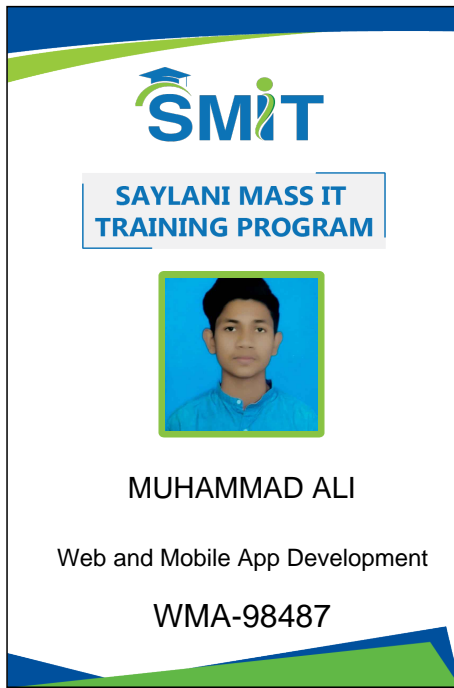 SMIT
SAYLANI MASS IT
TRAINING PROGRAM
MUHAMMAD ALI
Web and Mobile App Development
WMA-98487